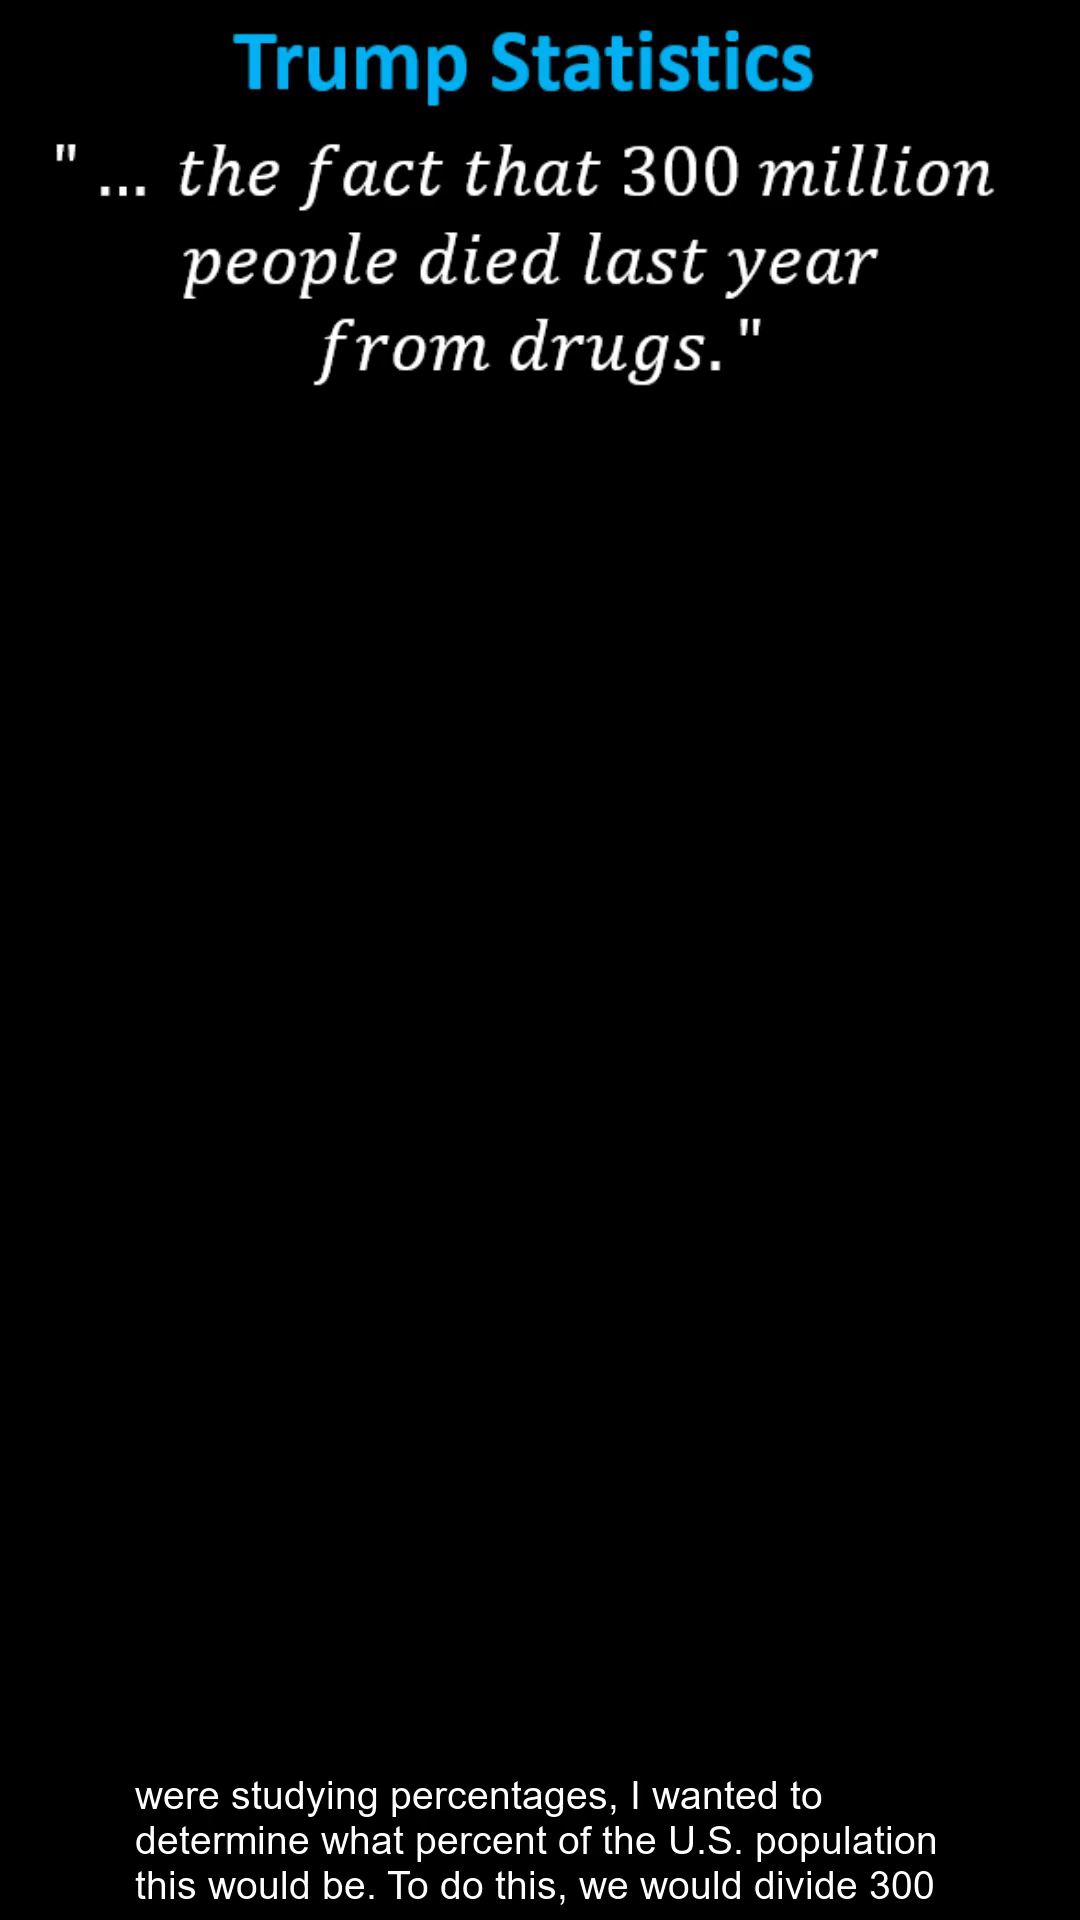 Trump Statistics
"... the fact that 300 million
people died last year
from drugs."
were studying percentages, I wanted to
determine what percent of the U.S. population
this would be. To do this, we would divide 300